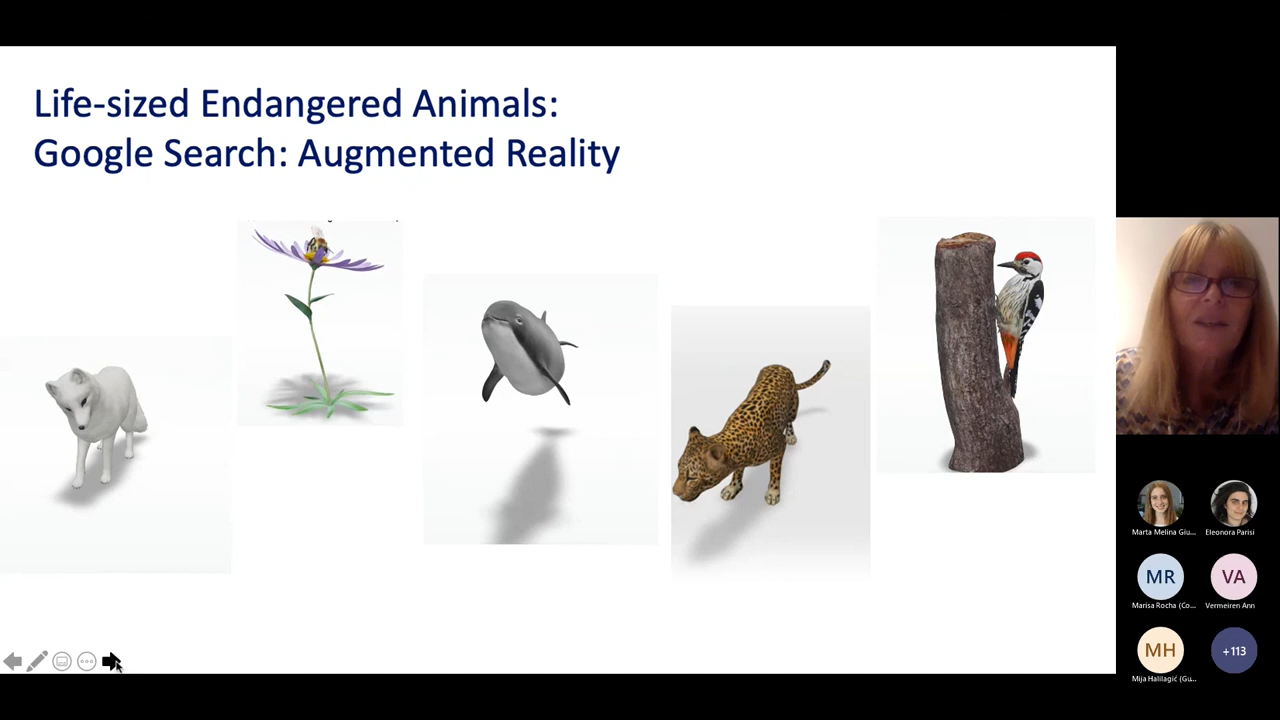 Life-sized Endangered Animals:
Google Search: Augmented Reality
Marta Melina Giu...
Eleonora Parisi
MR
VA
Marisa Rocha (Co...
Vermeiren Ann
MH
+113
Mija Halilagić (Gu...